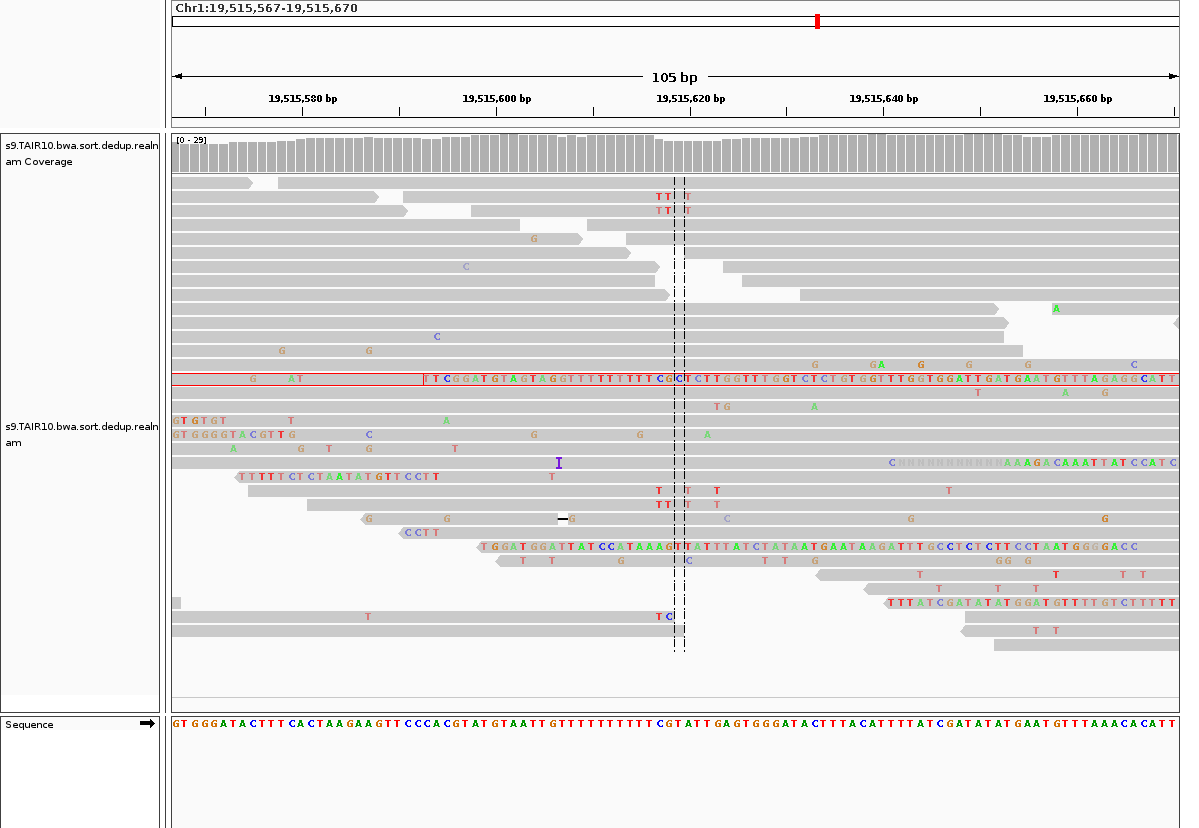 Chr1:19,515,567-19,515,670
105 bp
19,515,580 bp 19,515,600 bp 19,515,620 bp 19,515,640 bp 19,515,660 bp
s9.TAIR10.bwa.sort.dedup.realn
am Coverage
[0 - 29]
T T T
T T T
G
C
A
C
G G
G G A G G G C
G A T T T C G G A T G T A G T A G G T T T T T T T T T C G C T C T T G G T T T G G T C T C T G T G G T T T G G T G G A T T G A T G A A T G T T T A G A G G C A T T
T A G
T G A
G T G T G T T A
s9.TAIR10.bwa.sort.dedup.realn
am
G T G G G G T A C G T T G C G G A
A G T G T
I C N N N N N N N N N N N A A A G A C A A A T T A T C C A T C
T T T T T C T C T A A T A T G T T C C T T T
T T T T
T T T T
G G G C G G
C C T T
T G G A T G G A T T A T C C A T A A A G T T A T T T A T C T A T A A T G A A T A A G A T T T G C C T C T C T T C C T A A T G G G G A C C
T T G C T T G G G G
T T T T
T T T
T T T A T C G A T A T A T G G A T G T T T T G T C T T T T T
T T C
T T
Sequence
GTGGGATACTTTCACTAAGAAGTTCCCACGTATGTAATTGTTTTTTTTTTCGTATTGAGTGGGATACTTTACATTTTATCGATATATGAATGTTTAAACACATT